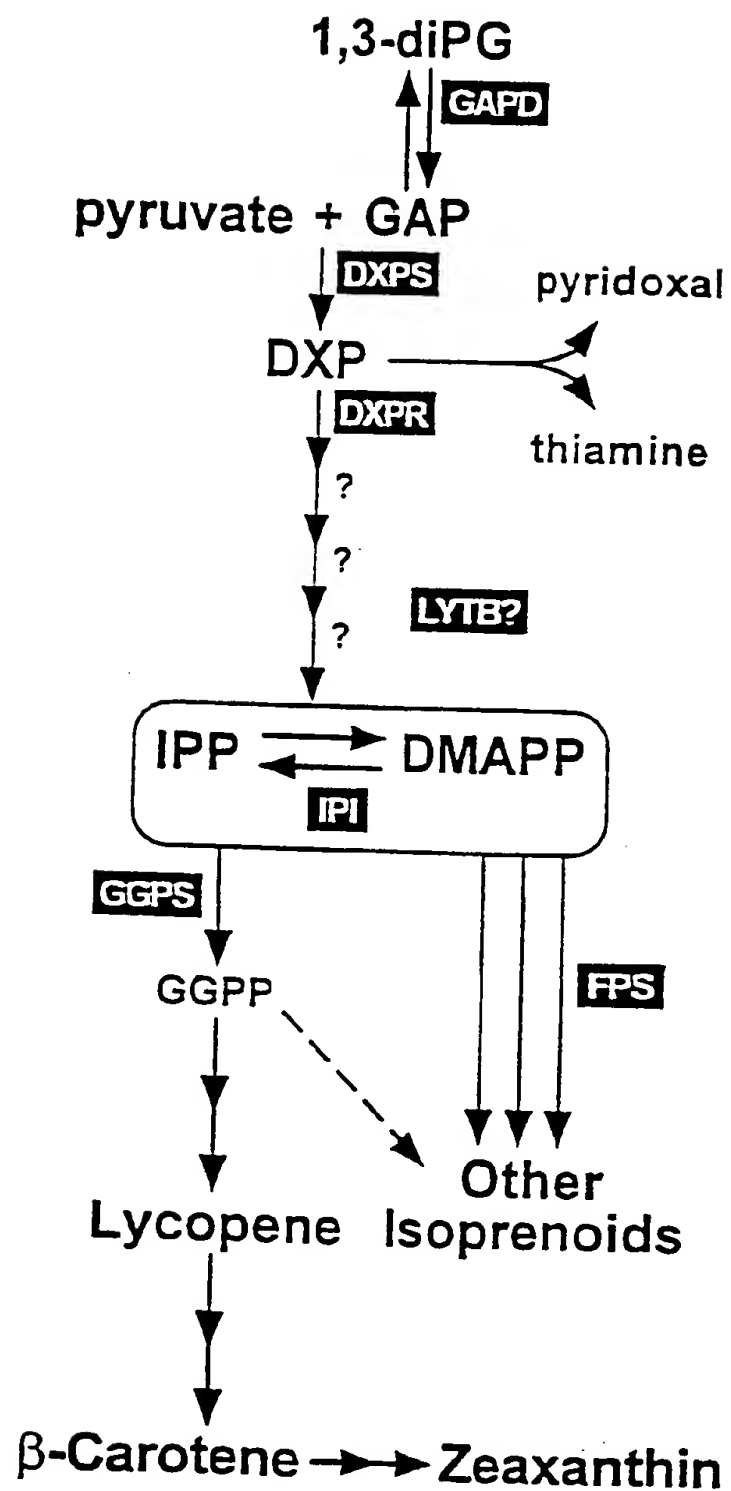 1,3-diPG
GAPD
pyruvate + GAP
DXPS
pyridoxal
DXP
DXPR
thiamine
?
?
LYTB?
?
IPP
DMAPP
IPI
GGPS
GGPP
FPS
Other
Lycopene
Isoprenoids
β-Carotene
Zeaxanthin